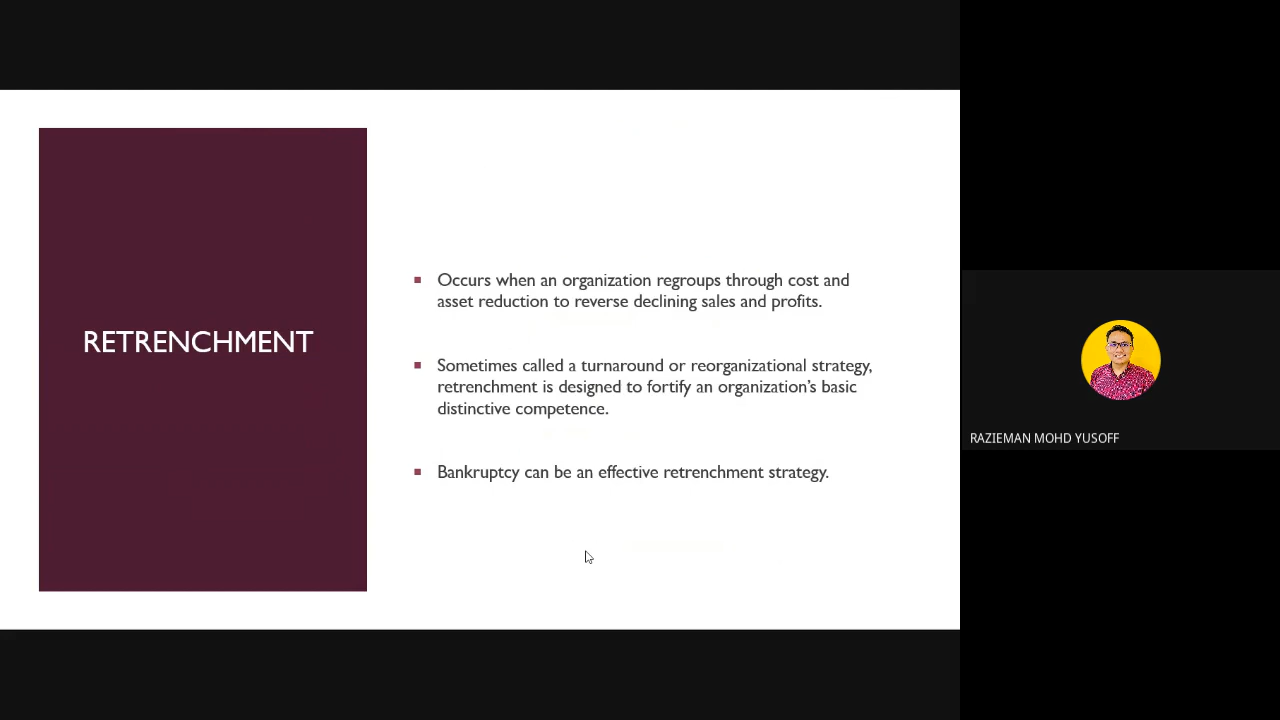 RETRENCHMENT
Occurs when an organization regroups through cost and
asset reduction to reverse declining sales and profits.
Sometimes called a turnaround or reorganizational strategy,
retrenchment is designed to fortify an organization's basic
distinctive competence.
Bankruptcy can be an effective retrenchment strategy.
RAZIEMAN MOHD YUSOFF